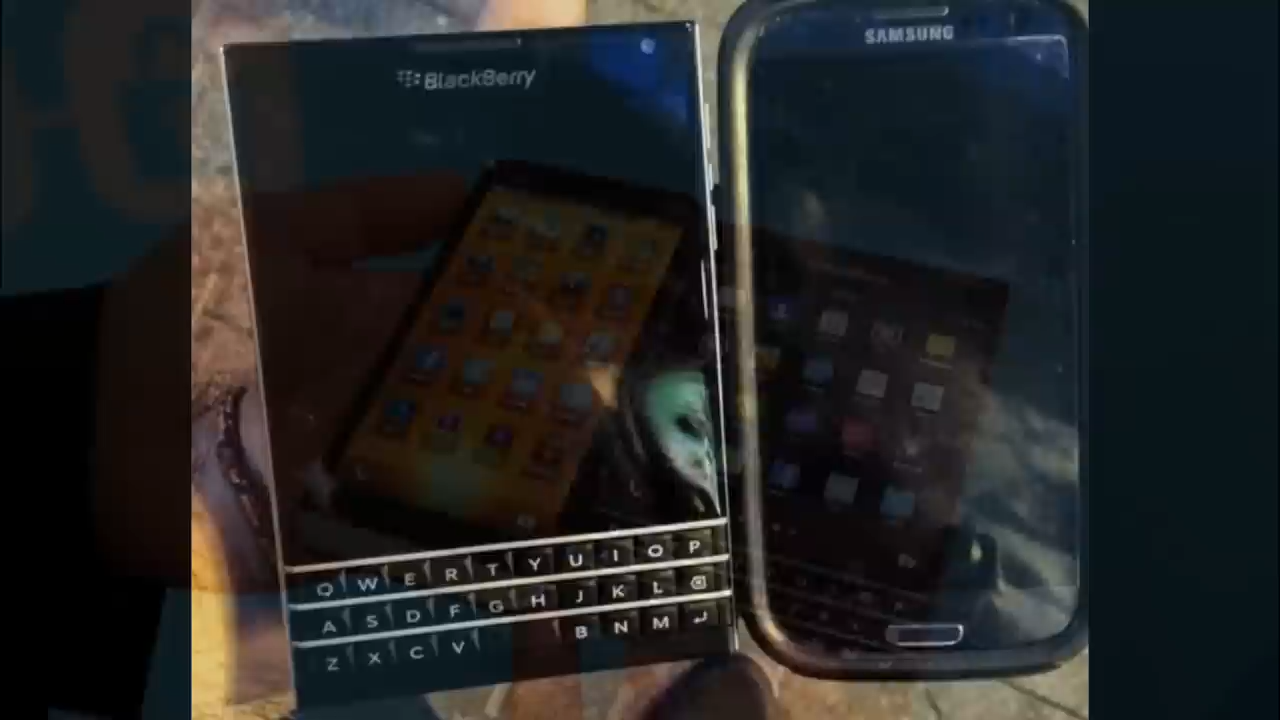 BlackBerry
SAMSUNG
Q W E R T Y U I O P
A S D F G H J K L
Z X C V B N M